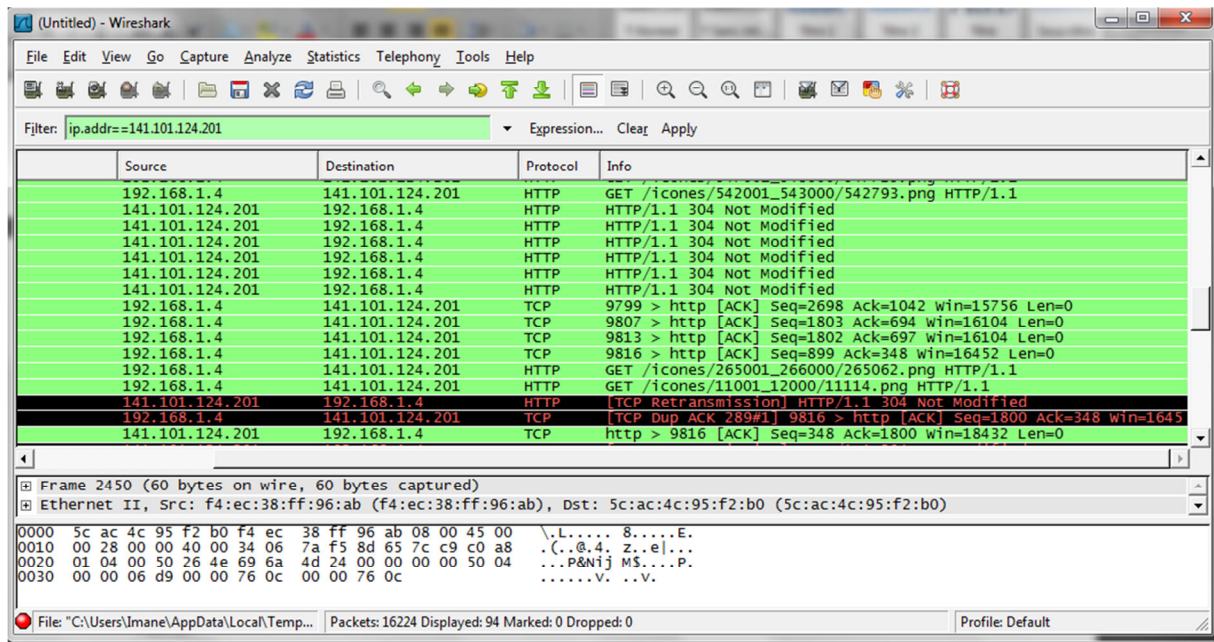 (Untitled) - Wireshark
File Edit View Go Capture Analyze Statistics Telephony Tools Help
Filter: ip.addr==141.101.124.201 Expression... Clear Apply
Source Destination Protocol Info
192.168.1.4 141.101.124.201 HTTP GET /icones/542001_543000/542793.png HTTP/1.1
141.101.124.201 192.168.1.4 HTTP HTTP/1.1 304 Not Modified
141.101.124.201 192.168.1.4 HTTP HTTP/1.1 304 Not Modified
141.101.124.201 192.168.1.4 HTTP HTTP/1.1 304 Not Modified
141.101.124.201 192.168.1.4 HTTP HTTP/1.1 304 Not Modified
141.101.124.201 192.168.1.4 HTTP HTTP/1.1 304 Not Modified
141.101.124.201 192.168.1.4 HTTP HTTP/1.1 304 Not Modified
192.168.1.4 141.101.124.201 TCP 9799 > http [ACK] Seq=2698 Ack=1042 Win=15756 Len=0
192.168.1.4 141.101.124.201 TCP 9807 > http [ACK] Seq=1803 Ack=694 Win=16104 Len=0
192.168.1.4 141.101.124.201 TCP 9813 > http [ACK] Seq=1802 Ack=697 Win=16104 Len=0
192.168.1.4 141.101.124.201 TCP 9816 > http [ACK] Seq=899 Ack=348 Win=16452 Len=0
192.168.1.4 141.101.124.201 HTTP GET /icones/265001_266000/265062.png HTTP/1.1
192.168.1.4 141.101.124.201 HTTP GET /icones/11001_12000/11114.png HTTP/1.1
141.101.124.201 192.168.1.4 HTTP [TCP Retransmission] HTTP/1.1 304 Not Modified
192.168.1.4 141.101.124.201 TCP [TCP Dup ACK 289#1] 9816 > http [ACK] Seq=1800 Ack=348 Win=1645
141.101.124.201 192.168.1.4 TCP http > 9816 [ACK] Seq=348 Ack=1800 Win=18432 Len=0
Frame 2450 (60 bytes on wire, 60 bytes captured)
Ethernet II, Src: f4:ec:38:ff:96:ab (f4:ec:38:ff:96:ab), Dst: 5c:ac:4c:95:f2:b0 (5c:ac:4c:95:f2:b0)
0000 5c ac 4c 95 f2 b0 f4 ec 38 ff 96 ab 08 00 45 00 \.L..... 8.....E.
0010 00 28 00 00 40 00 34 06 7a f5 8d 65 7c c9 c0 a8 .(..@.4. z..e|...
0020 01 04 00 50 26 4e 69 6a 4d 24 00 00 00 00 50 04 ...P&Nij M$....P.
0030 00 00 06 d9 00 00 76 0c 00 00 76 0c ......v. ..v.
File: "C:\Users\Imane\AppData\Local\Temp... Packets: 16224 Displayed: 94 Marked: 0 Dropped: 0 Profile: Default